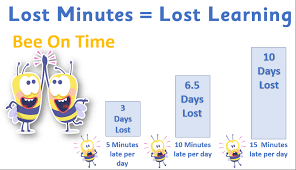 Lost Minutes = Lost Learning
Bee On Time
3
Days
Lost
6.5
Days
Lost
10
Days
Lost
5 Minutes
late per
day
10 Minutes
late per day
15 Minutes
late per day